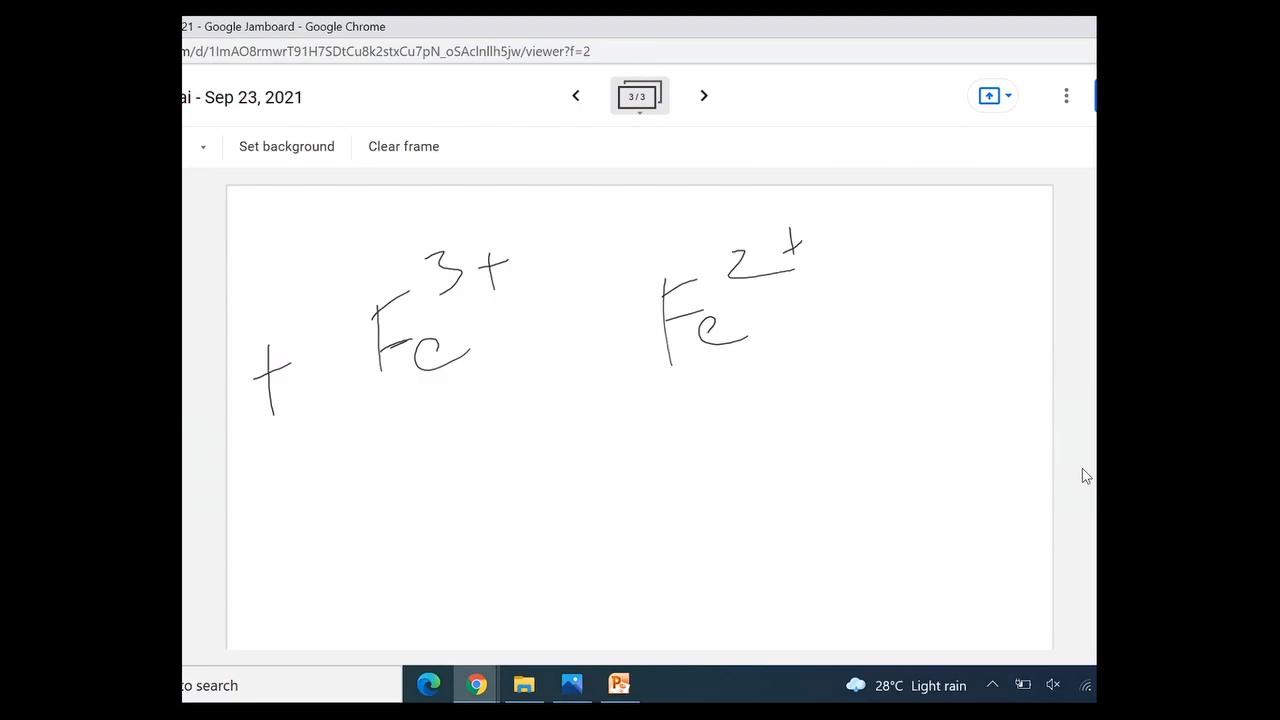 21 - Google Jamboard - Google Chrome
m/d/1ImAO8rmwrT91H7SDtCu8k2stxCu7pN_oSAclnllh5jw/viewer?f=2
ai - Sep 23, 2021
3 / 3
Set background
Clear frame
+ Fe³⁺ Fe²⁺
to search
28°C Light rain